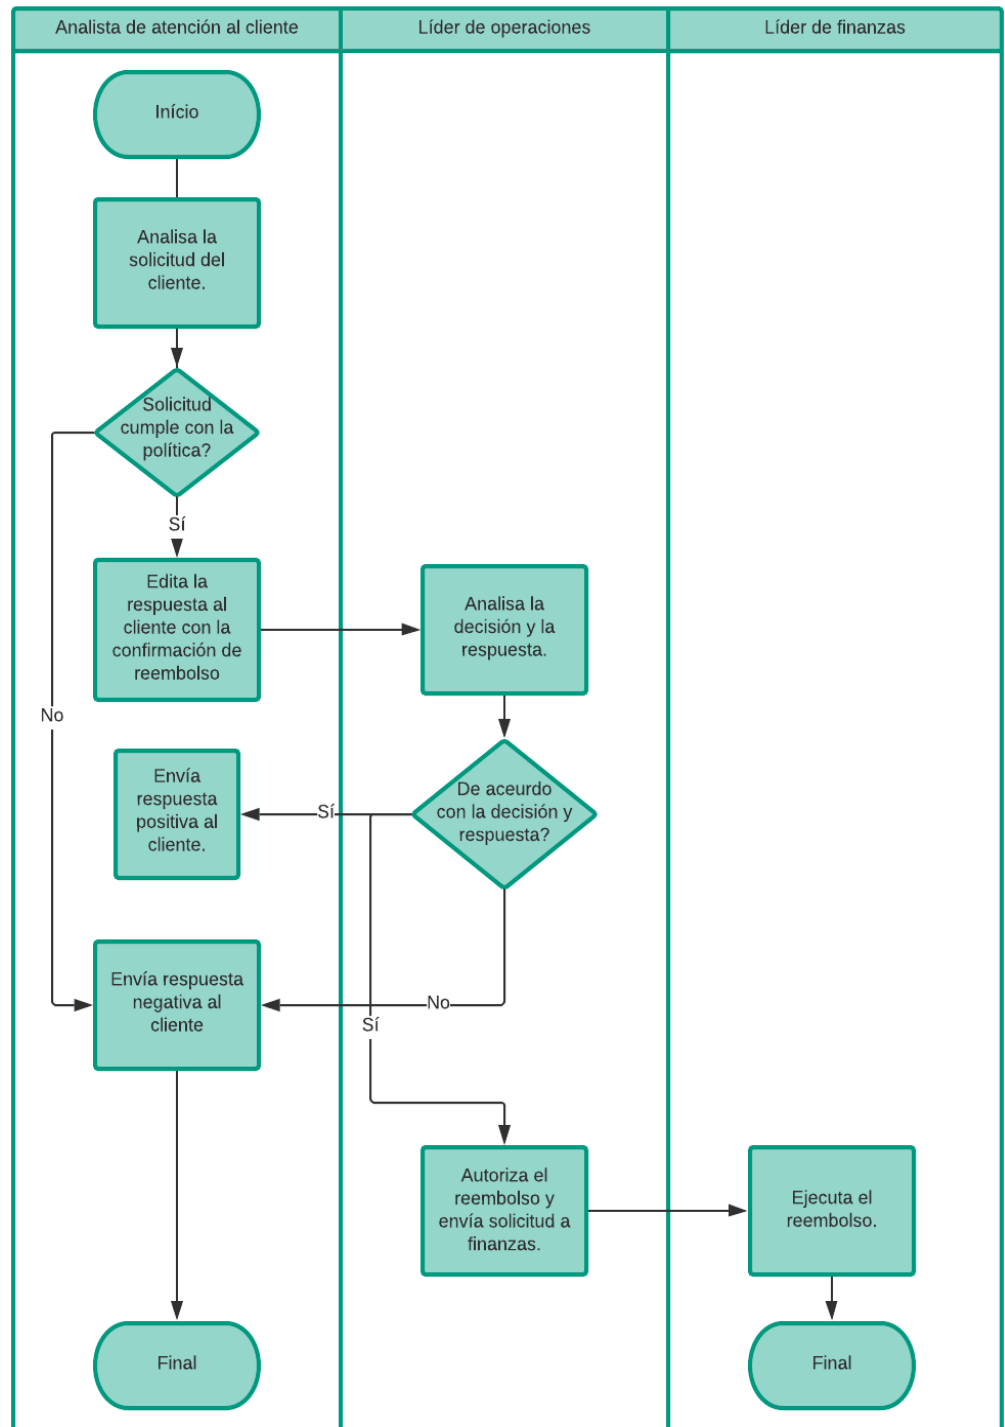 Analista de atención al cliente
Líder de operaciones
Líder de finanzas
Início
Analisa la
solicitud del
cliente.
Solicitud
cumple con la
política?
Sí
Edita la
respuesta al
cliente con la
confirmación de
reembolso
Analisa la
decisión y la
respuesta.
No
Envía
respuesta
positiva al
cliente.
Sí
De aceurdo
con la decisión y
respuesta?
Envía respuesta
negativa al
cliente
No
Sí
Autoriza el
reembolso y
envía solicitud a
finanzas.
Ejecuta el
reembolso.
Final
Final